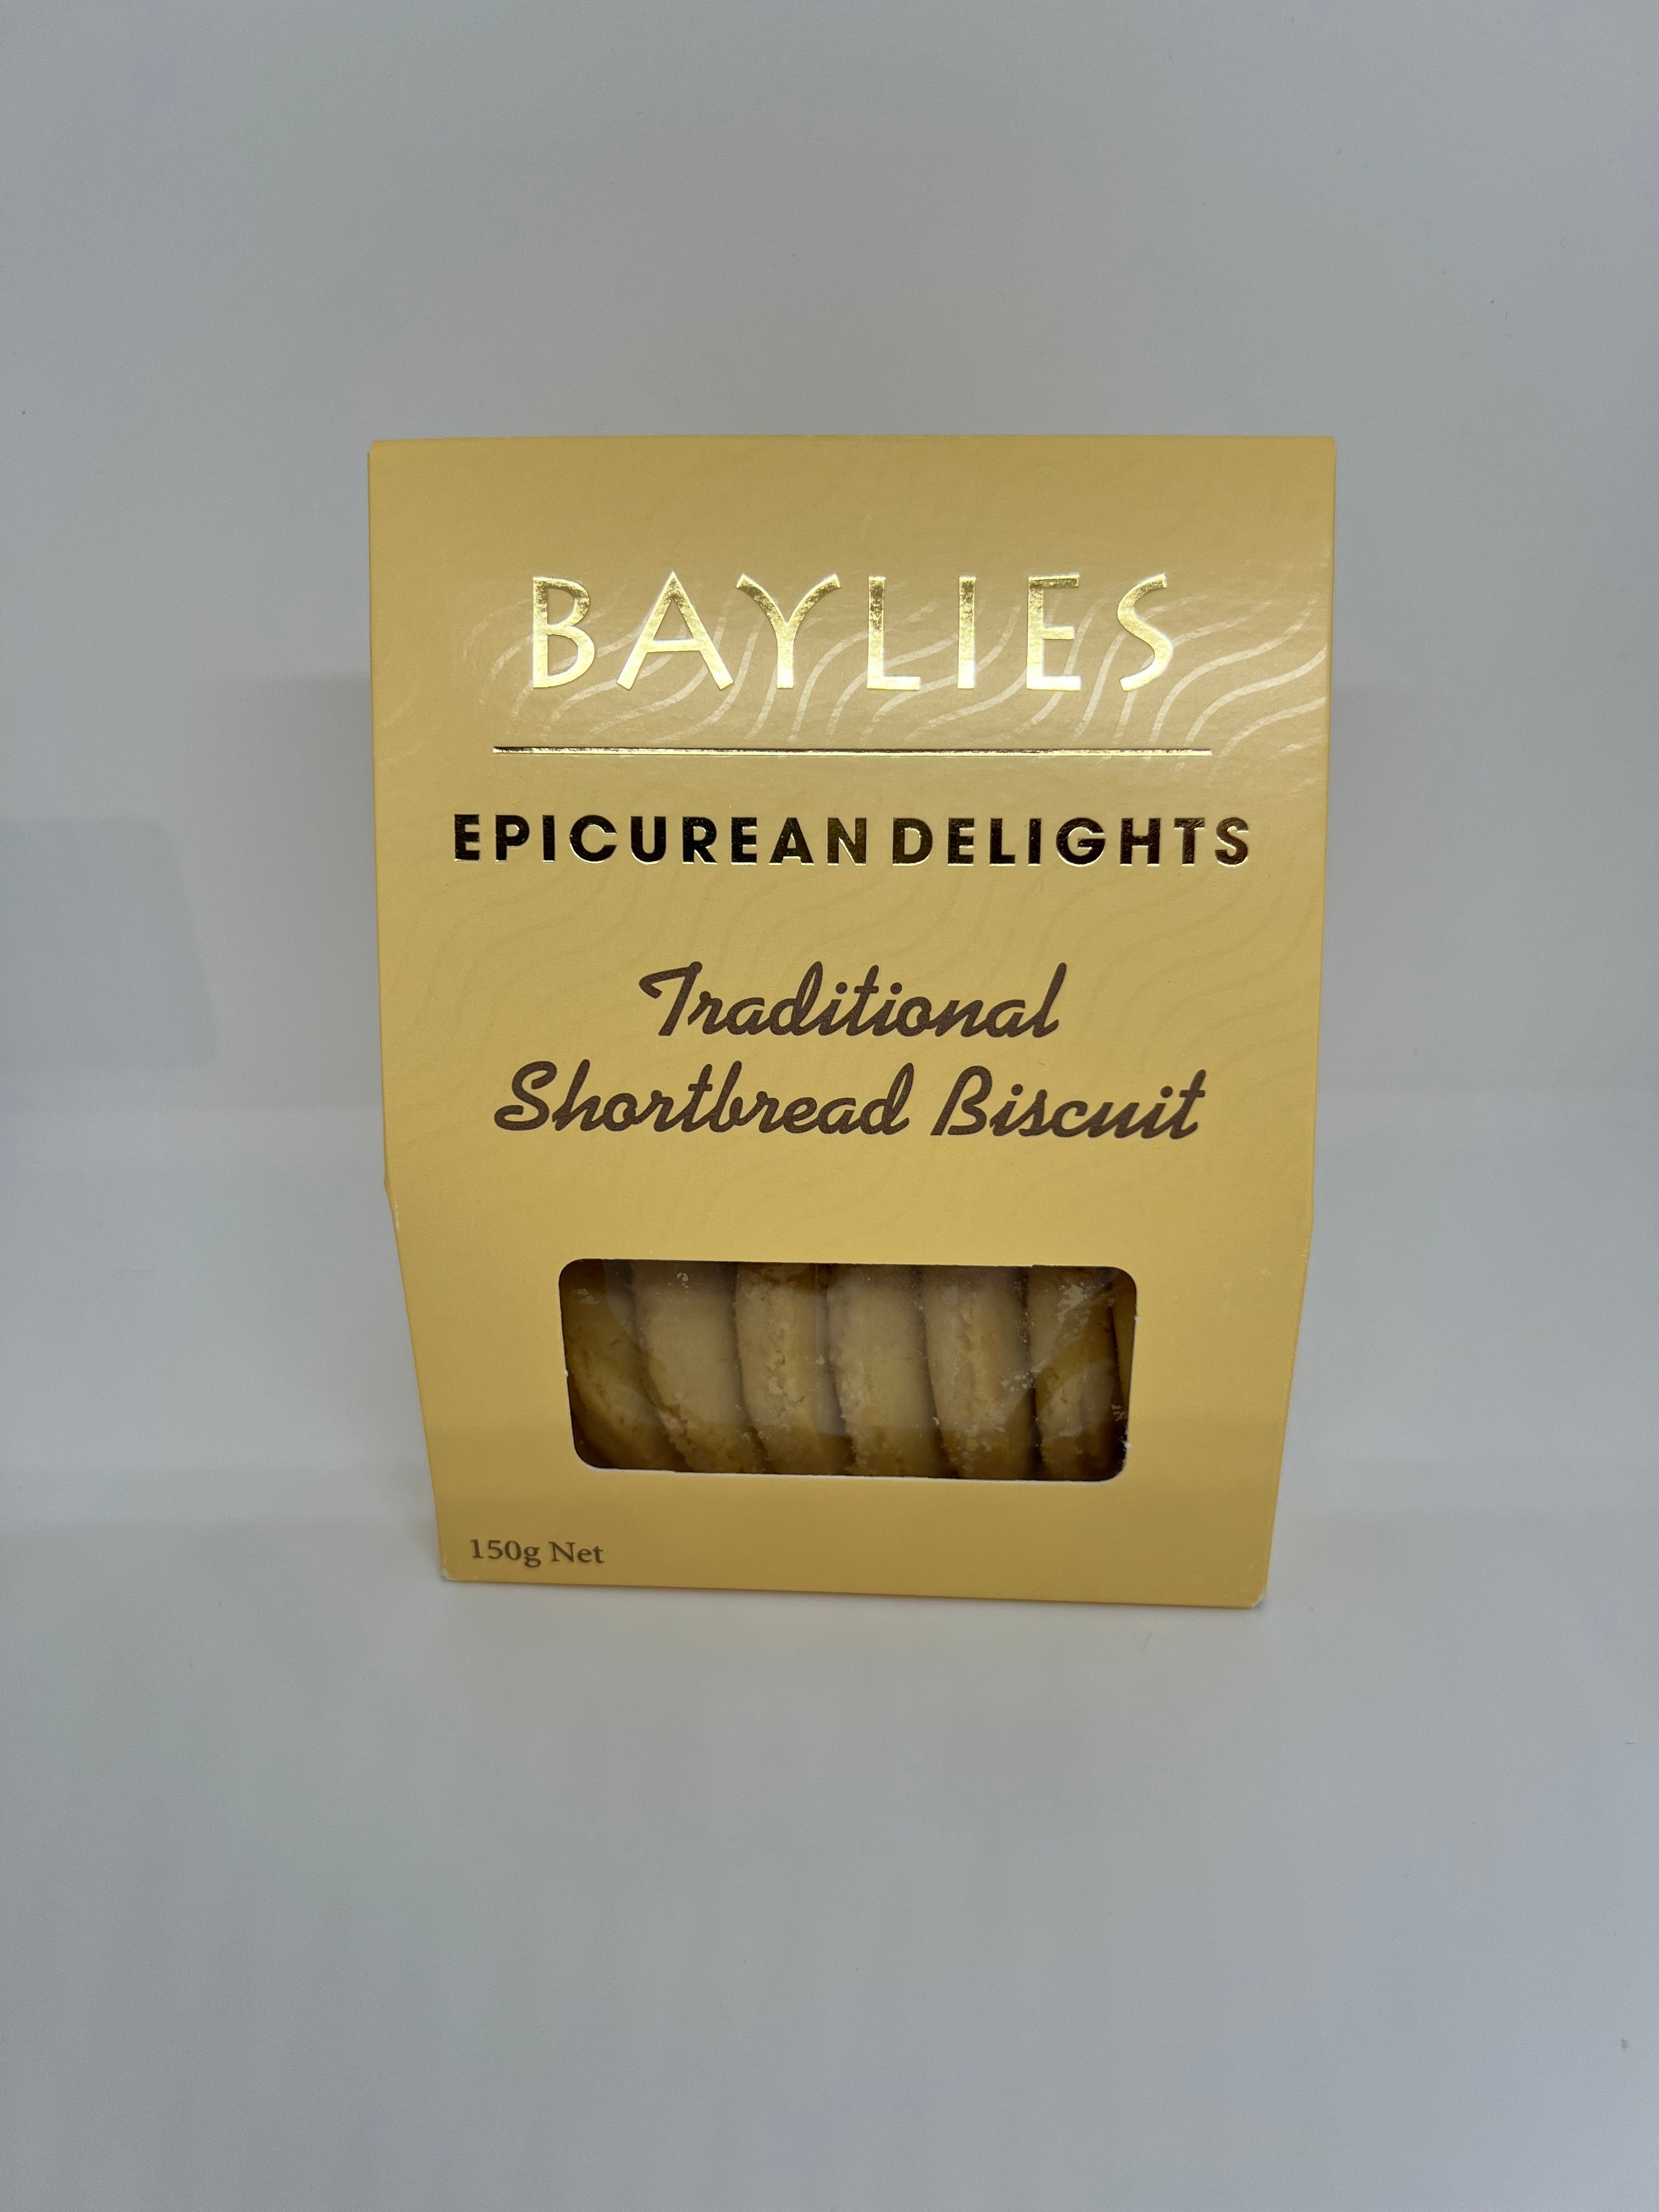 BAYLIES
EPICUREAN DELIGHTS
Traditional
Shortbread Biscuit
150g Net